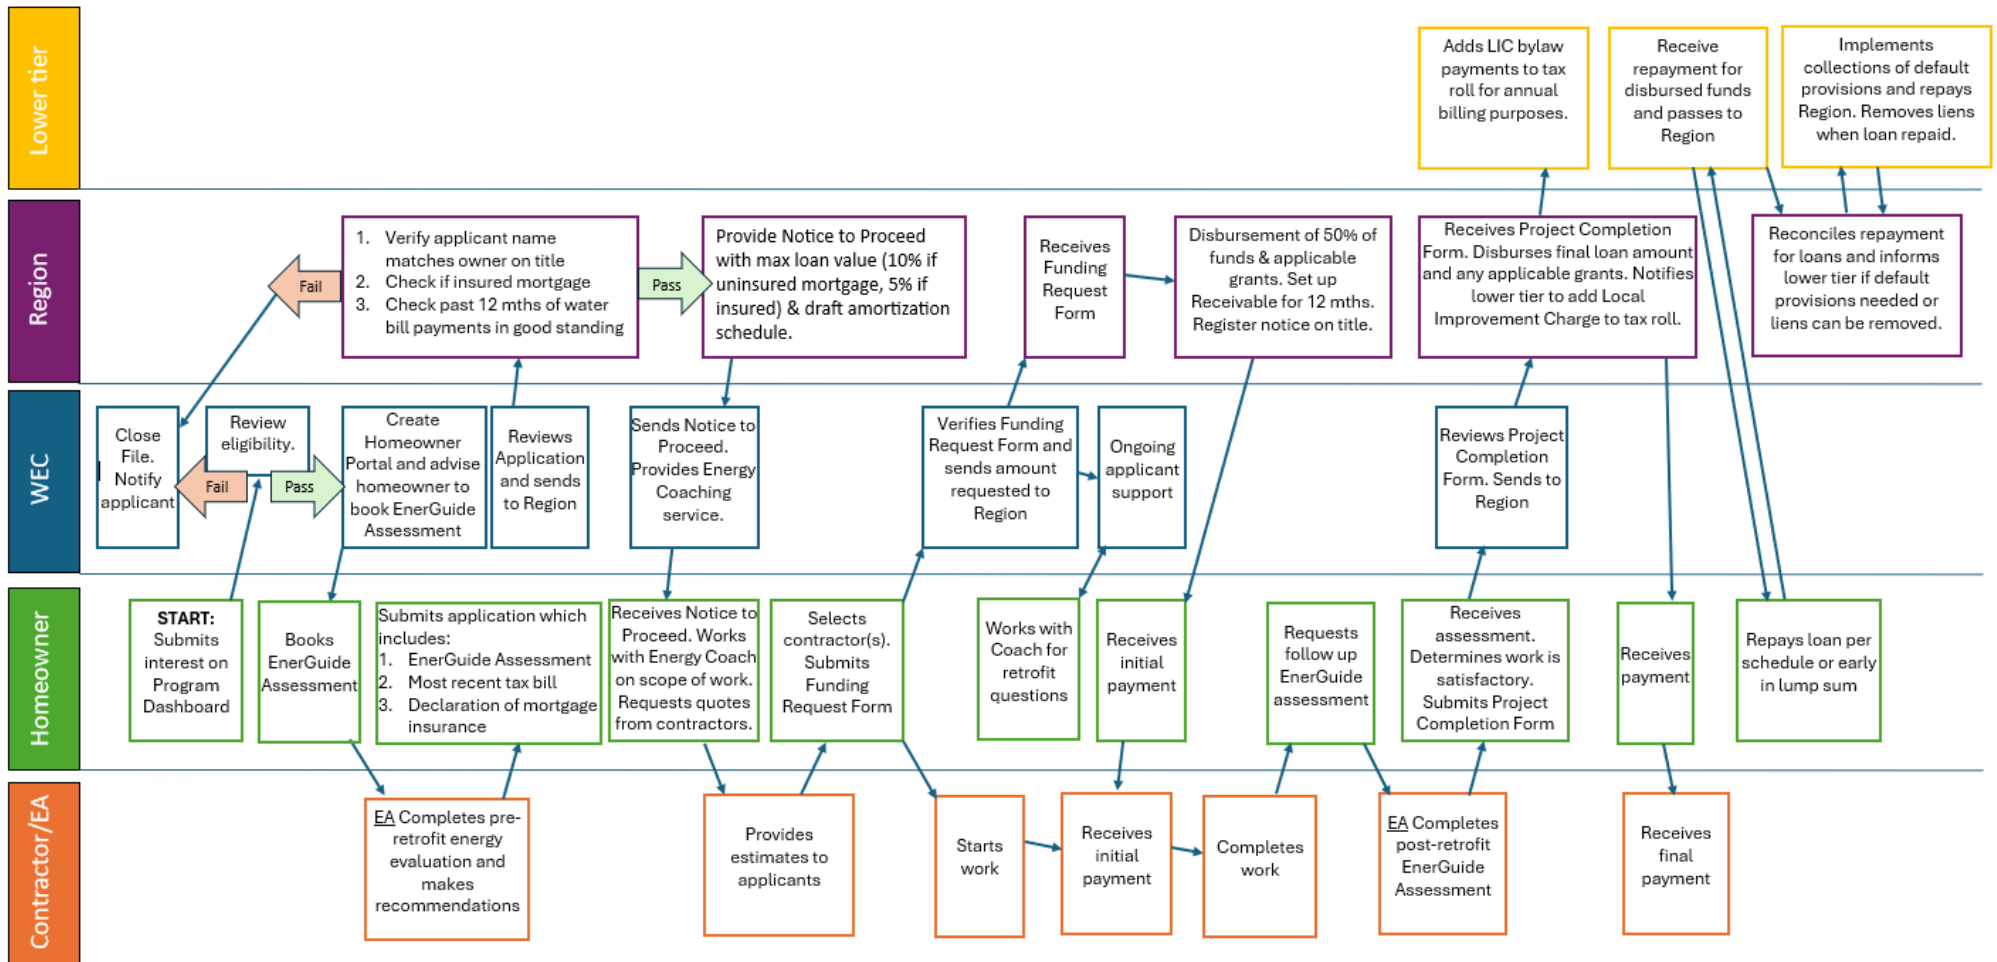 Lower tier
Adds LIC bylaw
payments to tax
roll for annual
billing purposes.
Receive
repayment for
disbursed funds
and passes to
Region
Implements
collections of default
provisions and repays
Region. Removes liens
when loan repaid.
Region
Fail
1. Verify applicant name
matches owner on title
2. Check if insured mortgage
3. Check past 12 mths of water
bill payments in good standing
Pass
Provide Notice to Proceed
with max loan value (10% if
uninsured mortgage, 5% if
insured) & draft amortization
schedule.
Receives
Funding
Request
Form
Disbursement of 50% of
funds & applicable
grants. Set up
Receivable for 12 mths.
Register notice on title.
Receives Project Completion
Form. Disburses final loan amount
and any applicable grants. Notifies
lower tier to add Local
Improvement Charge to tax roll.
Reconciles repayment
for loans and informs
lower tier if default
provisions needed or
liens can be removed.
WEC
Close
File.
Notify
applicant
Review
eligibility.
Fail
Pass
Create
Homeowner
Portal and advise
homeowner to
book EnerGuide
Assessment
Reviews
Application
and sends
to Region
Sends Notice to
Proceed.
Provides Energy
Coaching
service.
Verifies Funding
Request Form and
sends amount
requested to
Region
Ongoing
applicant
support
Reviews Project
Completion
Form. Sends to
Region
Homeowner
START:
Submits
interest on
Program
Dashboard
Books
EnerGuide
Assessment
Submits application which
includes:
1. EnerGuide Assessment
2. Most recent tax bill
3. Declaration of mortgage
insurance
Receives Notice to
Proceed. Works
with Energy Coach
on scope of work.
Requests quotes
from contractors.
Selects
contractor(s).
Submits
Funding
Request Form
Works with
Coach for
retrofit
questions
Receives
initial
payment
Requests
follow up
EnerGuide
assessment
Receives
assessment.
Determines work is
satisfactory.
Submits Project
Completion Form
Receives
payment
Repays loan per
schedule or early
in lump sum
Contractor/EA
EA Completes pre-
retrofit energy
evaluation and
makes
recommendations
Provides
estimates to
applicants
Starts
work
Receives
initial
payment
Completes
work
EA Completes
post-retrofit
EnerGuide
Assessment
Receives
final
payment